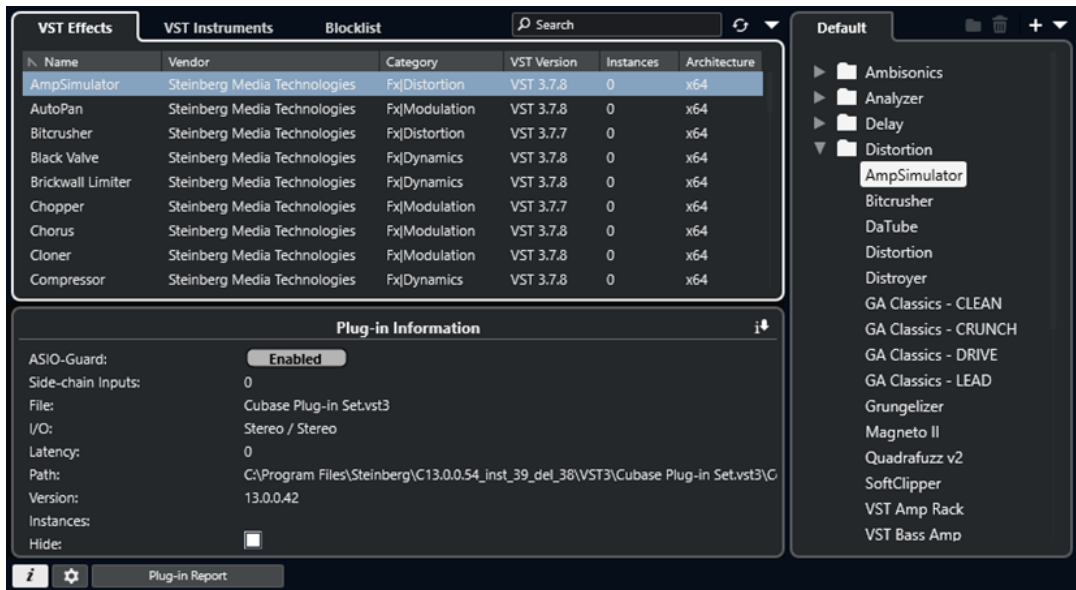 VST Effects VST Instruments Blocklist Search
Name Vendor Category VST Version Instances Architecture
AmpSimulator Steinberg Media Technologies Fx|Distortion VST 3.7.8 0 x64
AutoPan Steinberg Media Technologies Fx|Modulation VST 3.7.8 0 x64
Bitcrusher Steinberg Media Technologies Fx|Distortion VST 3.7.7 0 x64
Black Valve Steinberg Media Technologies Fx|Dynamics VST 3.7.8 0 x64
Brickwall Limiter Steinberg Media Technologies Fx|Dynamics VST 3.7.8 0 x64
Chopper Steinberg Media Technologies Fx|Modulation VST 3.7.7 0 x64
Chorus Steinberg Media Technologies Fx|Modulation VST 3.7.8 0 x64
Cloner Steinberg Media Technologies Fx|Modulation VST 3.7.8 0 x64
Compressor Steinberg Media Technologies Fx|Dynamics VST 3.7.8 0 x64
Plug-in Information
ASIO-Guard: Enabled
Side-chain Inputs: 0
File: Cubase Plug-in Set.vst3
I/O: Stereo / Stereo
Latency: 0
Path: C:\Program Files\Steinberg\C13.0.0.54_inst_39_del_38\VST3\Cubase Plug-in Set.vst3\C
Version: 13.0.0.42
Instances:
Hide:
i Plug-in Report
Default
Ambisonics
Analyzer
Delay
Distortion
AmpSimulator
Bitcrusher
DaTube
Distortion
Distroyer
GA Classics - CLEAN
GA Classics - CRUNCH
GA Classics - DRIVE
GA Classics - LEAD
Grungelizer
Magneto II
Quadrafuzz v2
SoftClipper
VST Amp Rack
VST Bass Amp